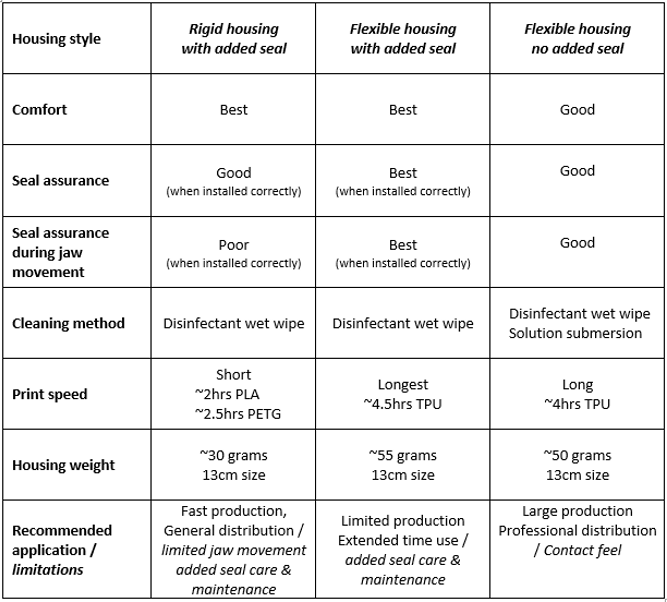 Housing style
Rigid housing
with added seal
Flexible housing
with added seal
Flexible housing
no added seal
Comfort
Best
Best
Good
Seal assurance
Good
(when installed correctly)
Best
(when installed correctly)
Good
Seal assurance
during jaw
movement
Poor
(when installed correctly)
Best
(when installed correctly)
Good
Cleaning method
Disinfectant wet wipe
Disinfectant wet wipe
Disinfectant wet wipe
Solution submersion
Print speed
Short
~2hrs PLA
~2.5hrs PETG
Longest
~4.5hrs TPU
Long
~4hrs TPU
Housing weight
~30 grams
13cm size
~55 grams
13cm size
~50 grams
13cm size
Recommended
application /
limitations
Fast production,
General distribution /
limited jaw movement
added seal care &
maintenance
Limited production
Extended time use /
added seal care &
maintenance
Large production
Professional distribution
/ Contact feel